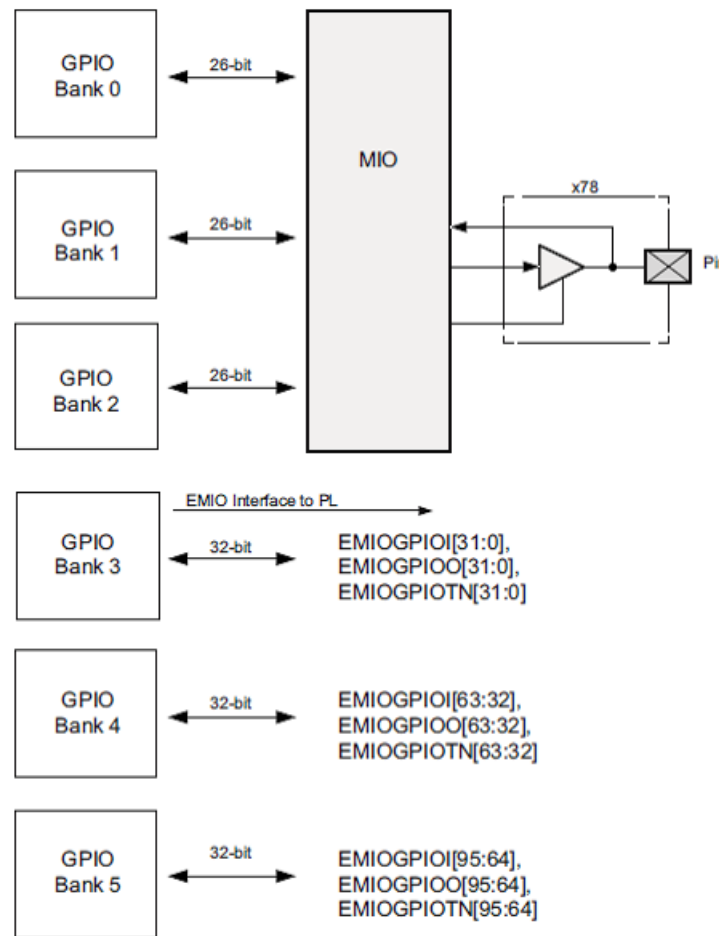 GPIO
Bank 0
26-bit
MIO
x78
GPIO
Bank 1
26-bit
Pi
GPIO
Bank 2
26-bit
EMIO Interface to PL
GPIO
Bank 3
32-bit
EMIOGPIOI[31:0],
EMIOGPIOO[31:0],
EMIOGPIOTN[31:0]
GPIO
Bank 4
32-bit
EMIOGPIOI[63:32],
EMIOGPIOO[63:32],
EMIOGPIOTN[63:32]
GPIO
Bank 5
32-bit
EMIOGPIOI[95:64],
EMIOGPIOO[95:64],
EMIOGPIOTN[95:64]